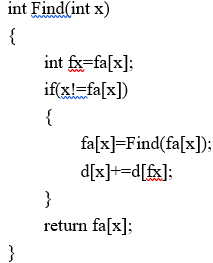 int Find(int x)
{
int fx=fa[x];
if(x!=fa[x])
{
fa[x]=Find(fa[x]);
d[x]+=d[fx];
}
return fa[x];
}